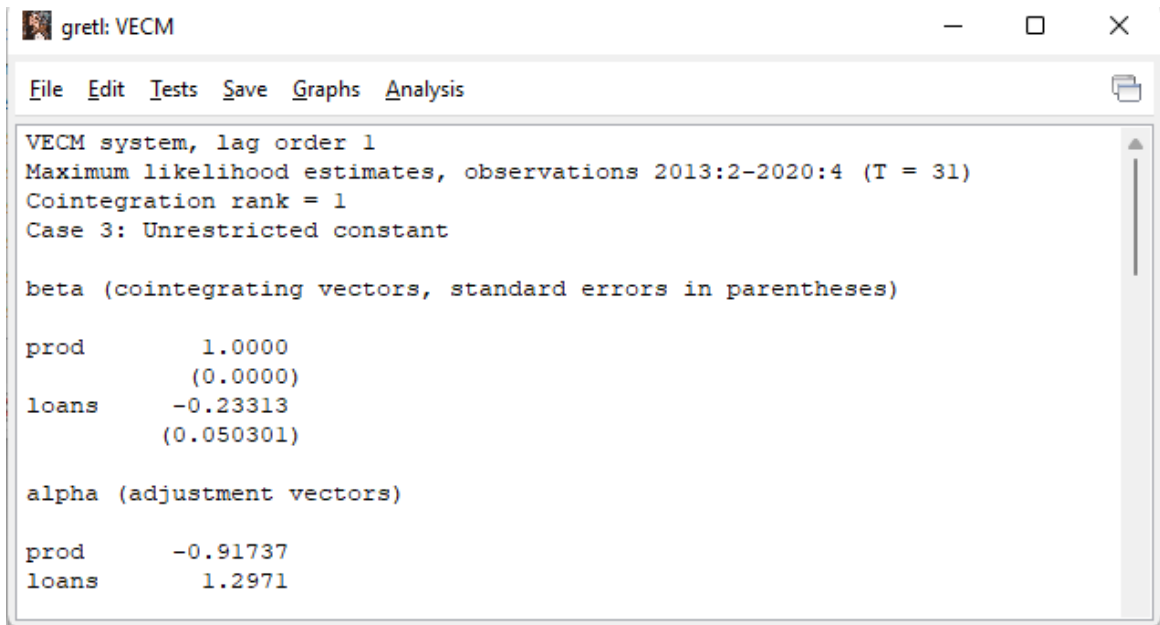 gretl: VECM
File Edit Tests Save Graphs Analysis
VECM system, lag order 1
Maximum likelihood estimates, observations 2013:2-2020:4 (T = 31)
Cointegration rank = 1
Case 3: Unrestricted constant
beta (cointegrating vectors, standard errors in parentheses)
prod 1.0000
(0.0000)
loans -0.23313
(0.050301)
alpha (adjustment vectors)
prod -0.91737
loans 1.2971